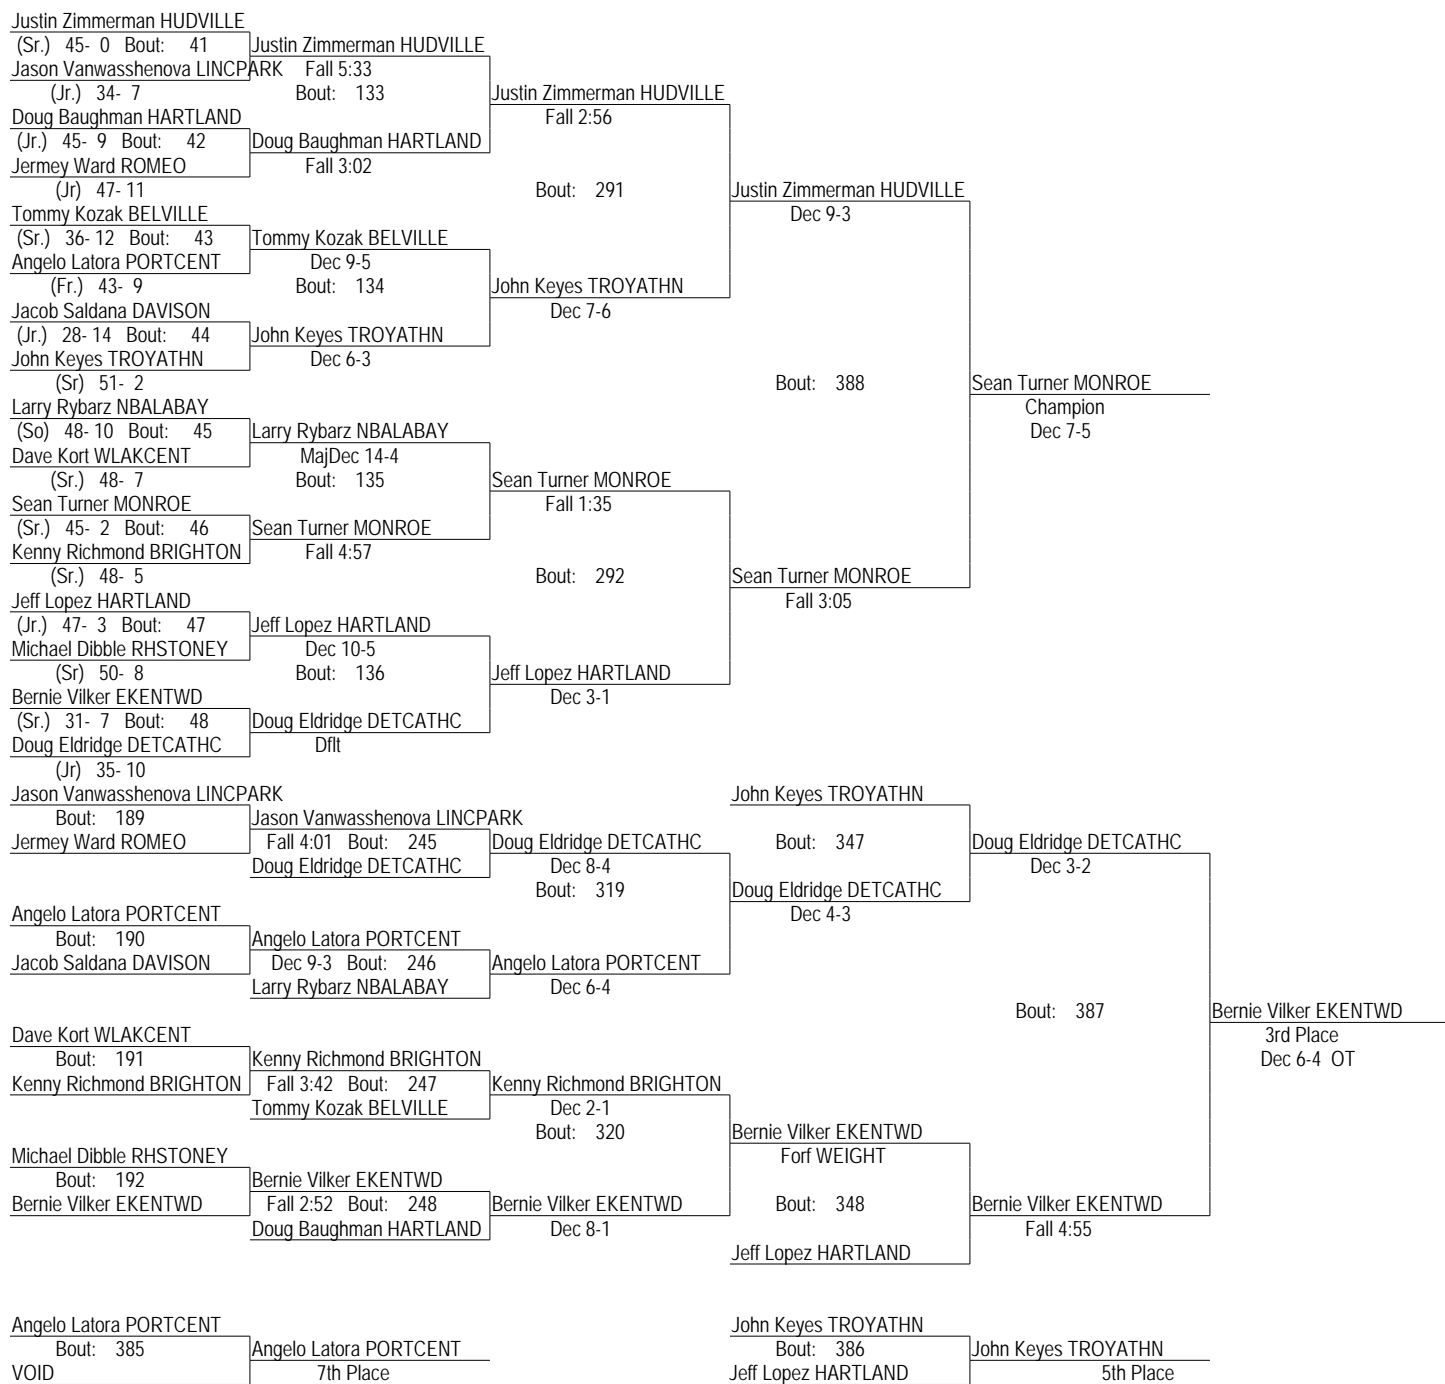 Justin Zimmerman HUDVILLE
(Sr.) 45- 0 Bout: 41 Justin Zimmerman HUDVILLE
Jason Vanwasshenova LINCPARK Fall 5:33
(Jr.) 34- 7 Bout: 133 Justin Zimmerman HUDVILLE
Doug Baughman HARTLAND Fall 2:56
(Jr.) 45- 9 Bout: 42 Doug Baughman HARTLAND
Jermey Ward ROMEO Fall 3:02
(Jr) 47- 11 Bout: 291 Justin Zimmerman HUDVILLE
Tommy Kozak BELVILLE Dec 9-3
(Sr.) 36- 12 Bout: 43 Tommy Kozak BELVILLE
Angelo Latora PORTCENT Dec 9-5
(Fr.) 43- 9 Bout: 134 John Keyes TROYATHN
Jacob Saldana DAVISON Dec 7-6
(Jr.) 28- 14 Bout: 44 John Keyes TROYATHN
John Keyes TROYATHN Dec 6-3
(Sr) 51- 2 Bout: 388 Sean Turner MONROE
Larry Rybarz NBALABAY Champion
(So) 48- 10 Bout: 45 Larry Rybarz NBALABAY Dec 7-5
Dave Kort WLAKCENT MajDec 14-4
(Sr.) 48- 7 Bout: 135 Sean Turner MONROE
Sean Turner MONROE Fall 1:35
(Sr.) 45- 2 Bout: 46 Sean Turner MONROE
Kenny Richmond BRIGHTON Fall 4:57
(Sr.) 48- 5 Bout: 292 Sean Turner MONROE
Jeff Lopez HARTLAND Fall 3:05
(Jr.) 47- 3 Bout: 47 Jeff Lopez HARTLAND
Michael Dibble RHSTONEY Dec 10-5
(Sr) 50- 8 Bout: 136 Jeff Lopez HARTLAND
Bernie Vilker EKENTWD Dec 3-1
(Sr.) 31- 7 Bout: 48 Doug Eldridge DETCATHC
Doug Eldridge DETCATHC Dflt
(Jr) 35- 10
Jason Vanwasshenova LINCPARK John Keyes TROYATHN
Bout: 189 Jason Vanwasshenova LINCPARK
Jermey Ward ROMEO Fall 4:01 Bout: 245 Doug Eldridge DETCATHC Bout: 347 Doug Eldridge DETCATHC
Doug Eldridge DETCATHC Dec 8-4 Dec 3-2
Bout: 319 Doug Eldridge DETCATHC
Angelo Latora PORTCENT Dec 4-3
Bout: 190 Angelo Latora PORTCENT
Jacob Saldana DAVISON Dec 9-3 Bout: 246 Angelo Latora PORTCENT
Larry Rybarz NBALABAY Dec 6-4
Bout: 387 Bernie Vilker EKENTWD
Dave Kort WLAKCENT 3rd Place
Bout: 191 Kenny Richmond BRIGHTON Dec 6-4 OT
Kenny Richmond BRIGHTON Fall 3:42 Bout: 247 Kenny Richmond BRIGHTON
Tommy Kozak BELVILLE Dec 2-1
Bout: 320 Bernie Vilker EKENTWD
Michael Dibble RHSTONEY Forf WEIGHT
Bout: 192 Bernie Vilker EKENTWD
Bernie Vilker EKENTWD Fall 2:52 Bout: 248 Bernie Vilker EKENTWD Bout: 348 Bernie Vilker EKENTWD
Doug Baughman HARTLAND Dec 8-1 Fall 4:55
Jeff Lopez HARTLAND
Angelo Latora PORTCENT John Keyes TROYATHN
Bout: 385 Angelo Latora PORTCENT Bout: 386 John Keyes TROYATHN
VOID 7th Place Jeff Lopez HARTLAND 5th Place